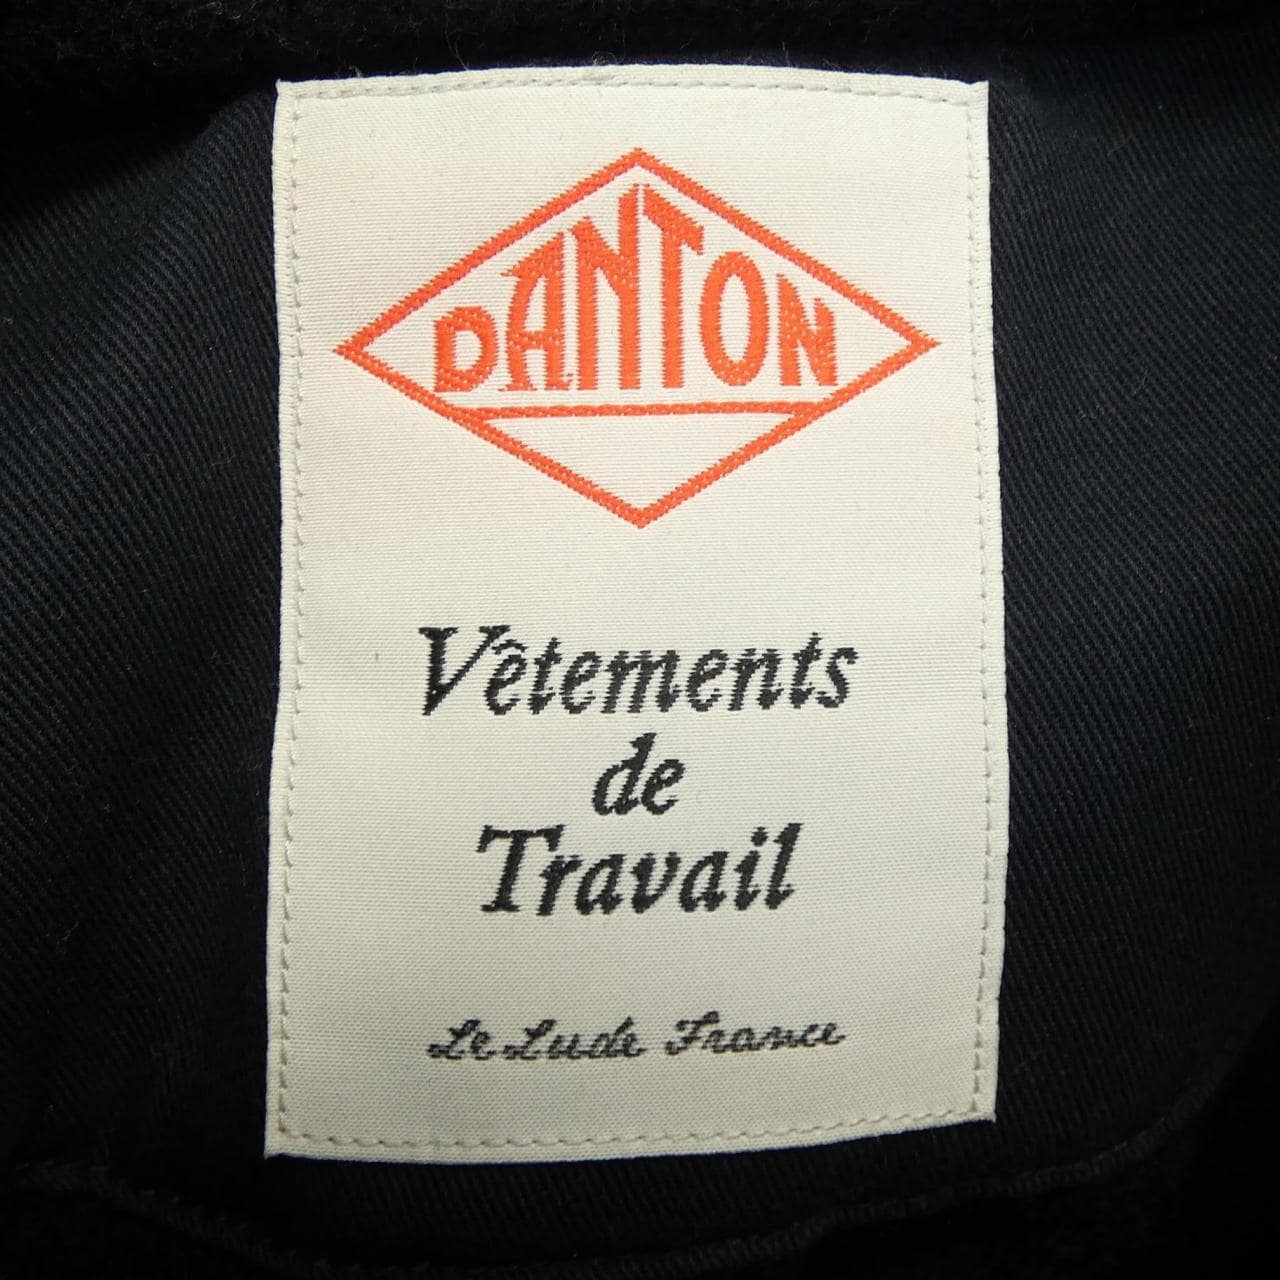 DANTON
Vêtements
de
Travail
Le Lude France